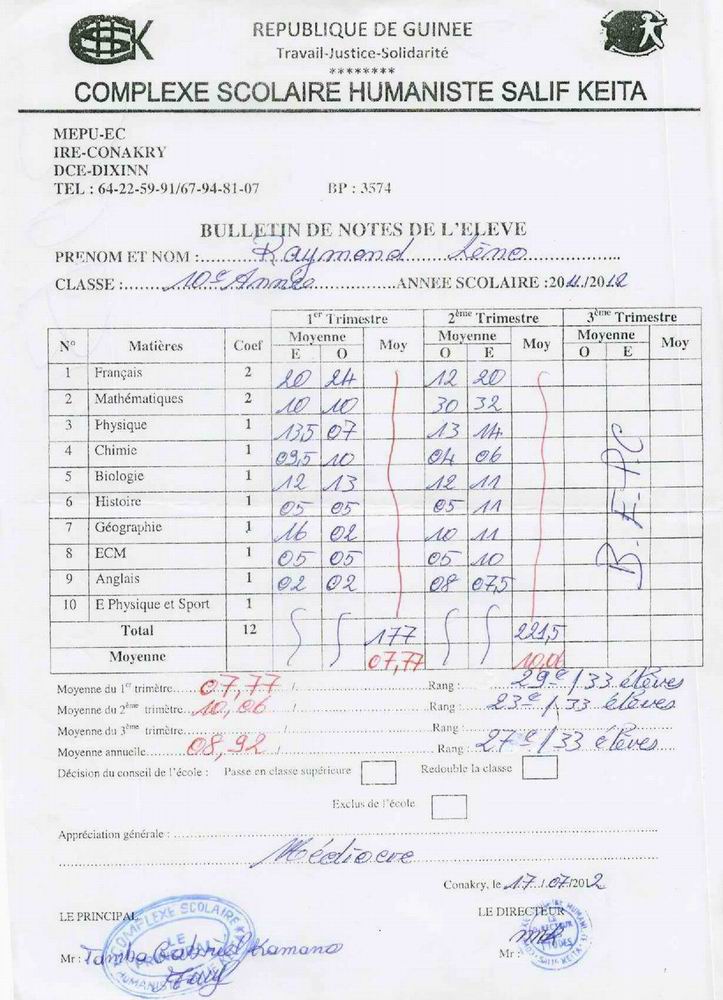 REPUBLIQUE DE GUINEE
Travail-Justice-Solidarité
********
COMPLEXE SCOLAIRE HUMANISTE SALIF KEITA
MEPU-EC
IRE-CONAKRY
DCE-DIXINN
TEL : 64-22-59-91/67-94-81-07 BP : 3574
BULLETIN DE NOTES DE L'ELEVE
PRENOM ET NOM : Raymond Léno
CLASSE : 10e Année ANNEE SCOLAIRE : 2011/2012
1er Trimestre 2ème Trimestre 3ème Trimestre
N° Matières Coef Moyenne Moy Moyenne Moy Moyenne Moy
E O O E O E
1 Français 2 20 24 12 20
2 Mathématiques 2 10 10 30 32
3 Physique 1 13,5 07 13 14
4 Chimie 1 09,5 10 04 06
5 Biologie 1 12 13 12 11
6 Histoire 1 05 05 05 11
7 Géographie 1 16 02 10 11
8 ECM 1 05 05 05 10
9 Anglais 1 02 02 08 07,5
10 E Physique et Sport 1
B.E.PC
Total 12 177 221,5
Moyenne 07,77 10,06
Moyenne du 1er trimètre 07,77 / Rang : 29e / 33 élèves
Moyenne du 2ème trimètre 10,06 / Rang : 23e / 33 élèves
Moyenne du 3ème trimètre / Rang :
Moyenne annuelle 08,92 / Rang : 27e / 33 élèves
Décision du conseil de l'école : Passe en classe supérieure Redouble la classe
Exclus de l'école
Appréciation générale :
Médiocre
Conakry, le 17/07/2012
LE PRINCIPAL LE DIRECTEUR
COMPLEXE SCOLAIRE
Mr : Tamba Gabriel Kamano Mr :